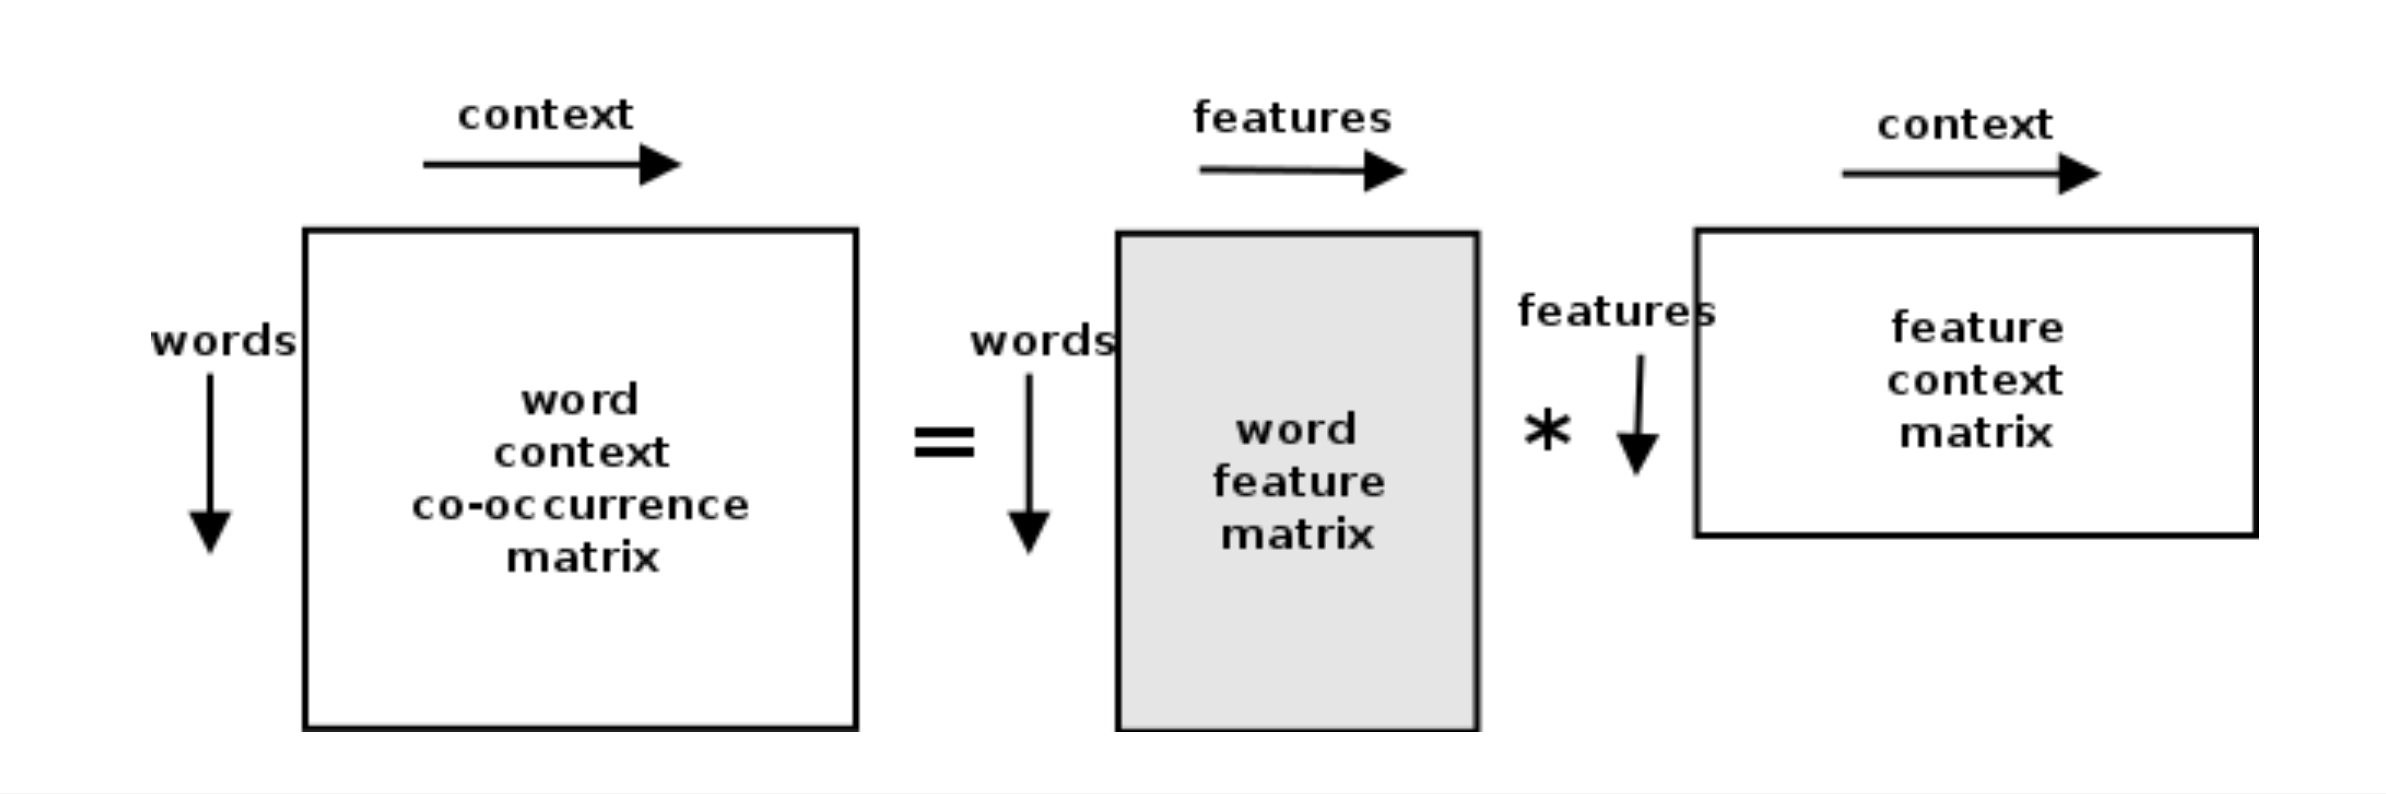 context
features
context
words
word
context
co-occurrence
matrix
=
words
word
feature
matrix
*
features
feature
context
matrix